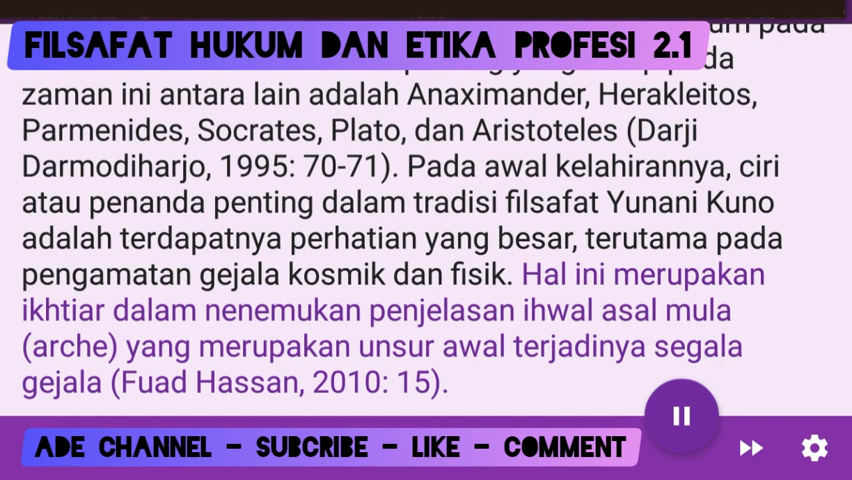 um pada
FILSAFAT HUKUM DAN ETIKA PROFESI 2.1
da
zaman ini antara lain adalah Anaximander, Herakleitos,
Parmenides, Socrates, Plato, dan Aristoteles (Darji
Darmodiharjo, 1995: 70-71). Pada awal kelahirannya, ciri
atau penanda penting dalam tradisi filsafat Yunani Kuno
adalah terdapatnya perhatian yang besar, terutama pada
pengamatan gejala kosmik dan fisik. Hal ini merupakan
ikhtiar dalam nenemukan penjelasan ihwal asal mula
(arche) yang merupakan unsur awal terjadinya segala
gejala (Fuad Hassan, 2010: 15).
ADE CHANNEL - SUBCRIBE - LIKE - COMMENT